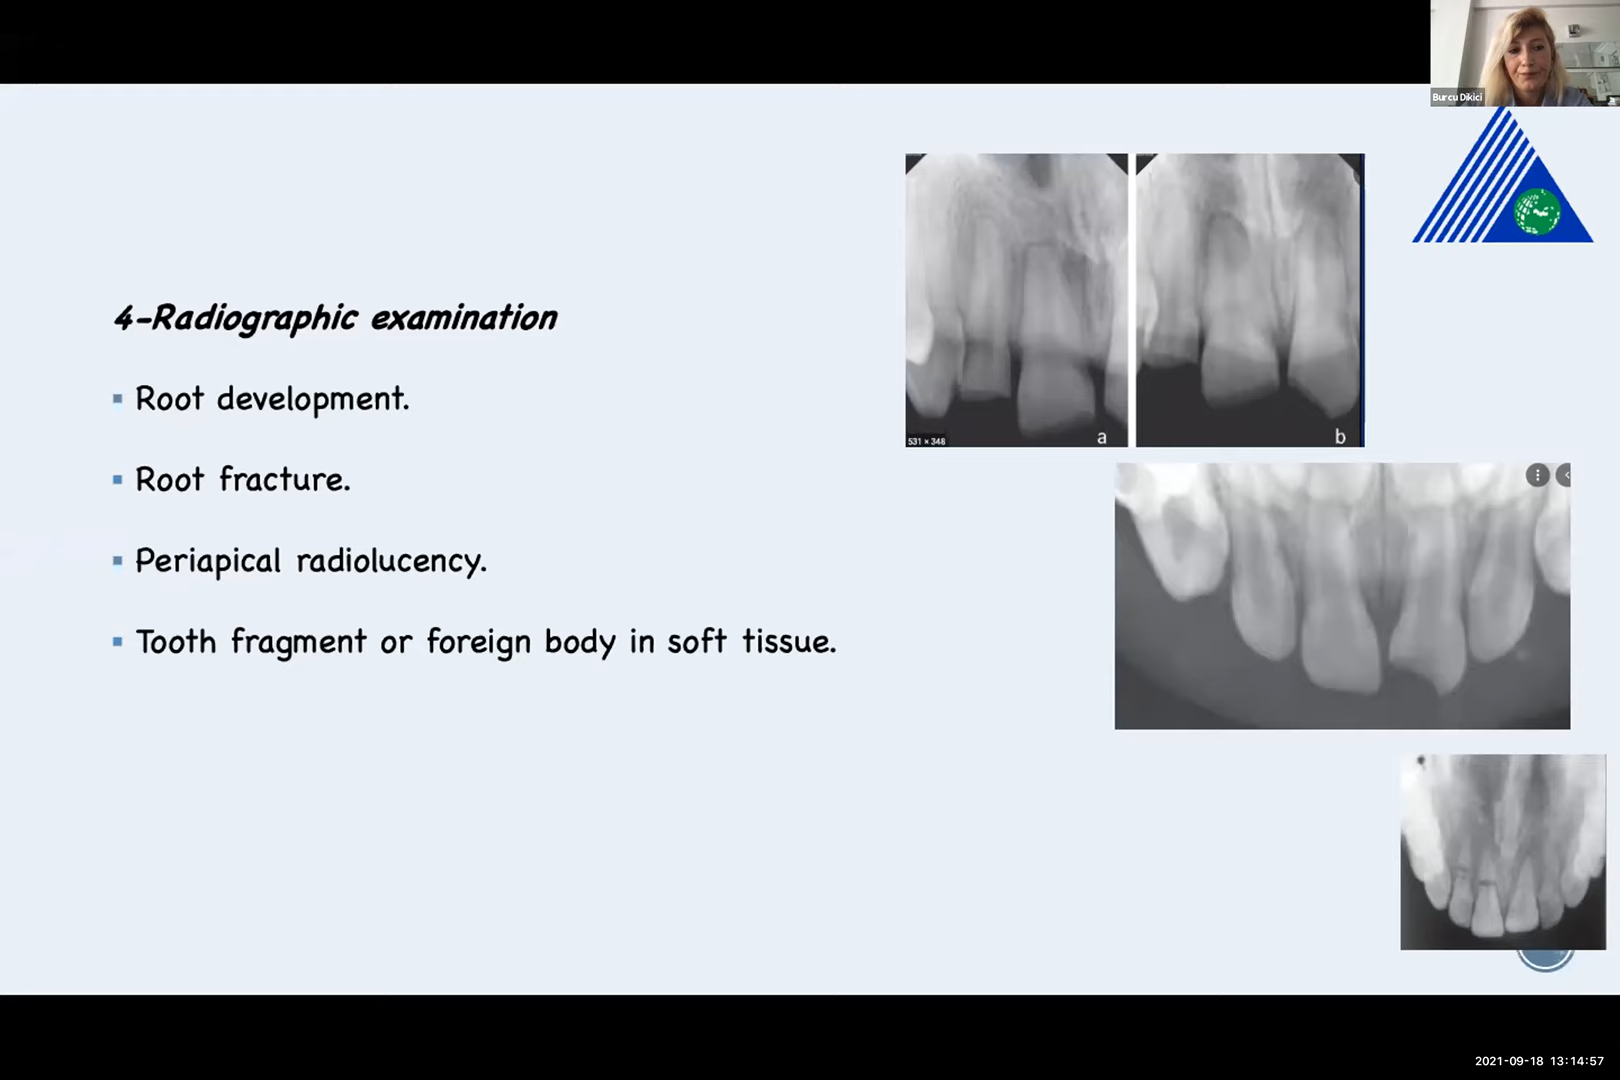 Burcu Dikici
4-Radiographic examination
Root development.
Root fracture.
Periapical radiolucency.
Tooth fragment or foreign body in soft tissue.
531 × 348
a
b
2021-09-18 13:14:57